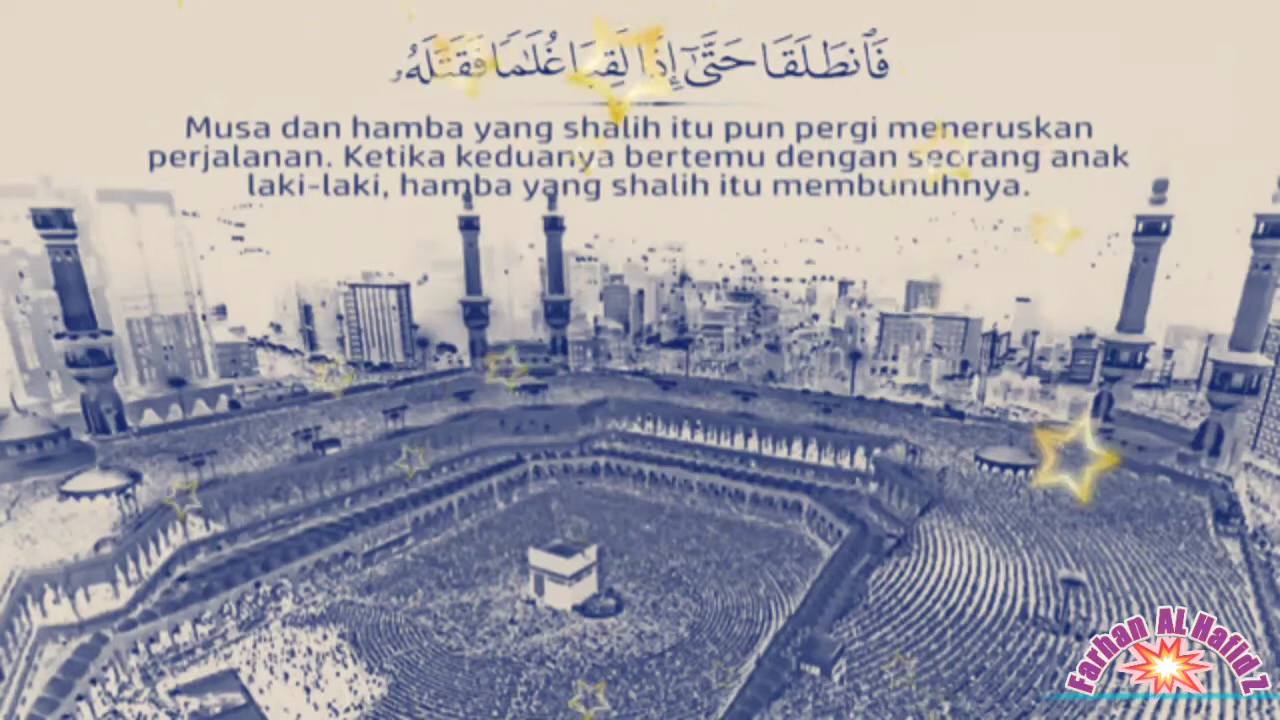 فَٱنطَلَقَا حَتَّىٰٓ إِذَا لَقِيَا غُلَٰمًا فَقَتَلَهُۥ
Musa dan hamba yang shalih itu pun pergi meneruskan
perjalanan. Ketika keduanya bertemu dengan seorang anak
laki-laki, hamba yang shalih itu membunuhnya.
Farhan AL Hafidz